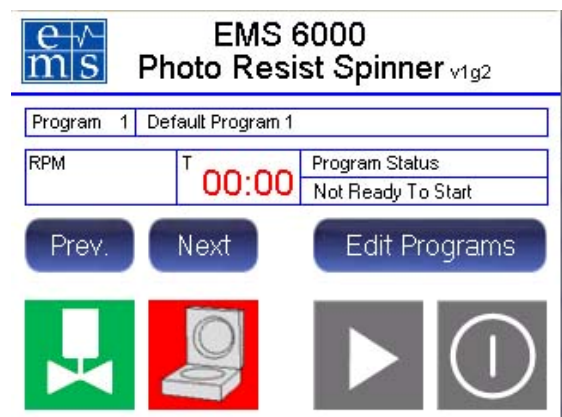 ems
EMS 6000
Photo Resist Spinner v1g2
Program 1 Default Program 1
RPM T 00:00 Program Status
Not Ready To Start
Prev. Next Edit Programs